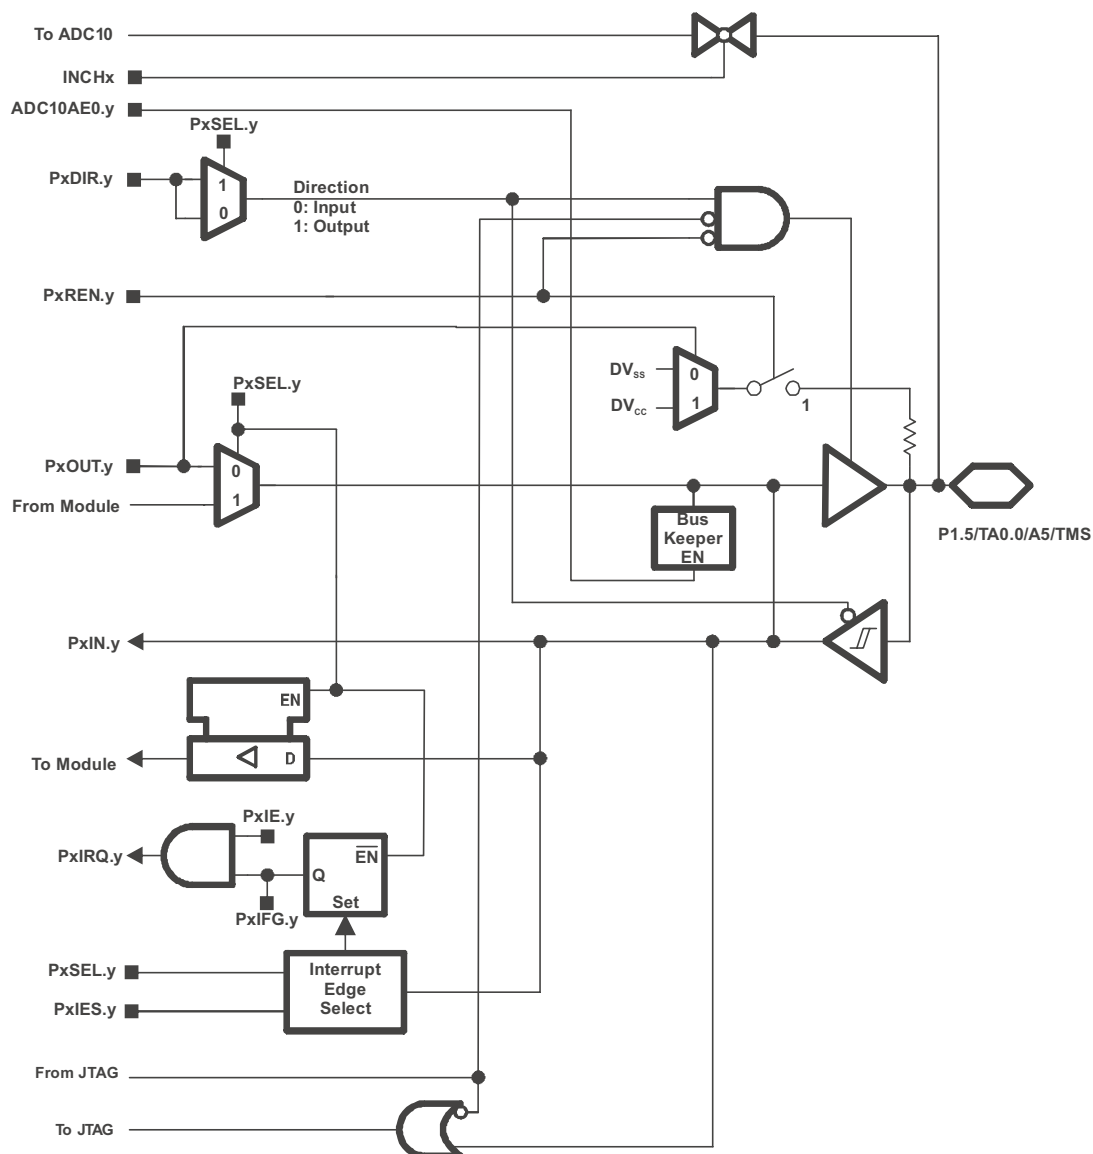 To ADC10
INCHx
ADC10AE0.y
PxSEL.y
PxDIR.y
1
0
Direction
0: Input
1: Output
PxREN.y
DVss
0
DVcc
1
1
PxSEL.y
PxOUT.y
0
From Module
1
Bus
Keeper
EN
P1.5/TA0.0/A5/TMS
PxIN.y
EN
To Module
D
PxIE.y
PxIRQ.y
EN
Q
Set
PxIFG.y
PxSEL.y
PxIES.y
Interrupt
Edge
Select
From JTAG
To JTAG